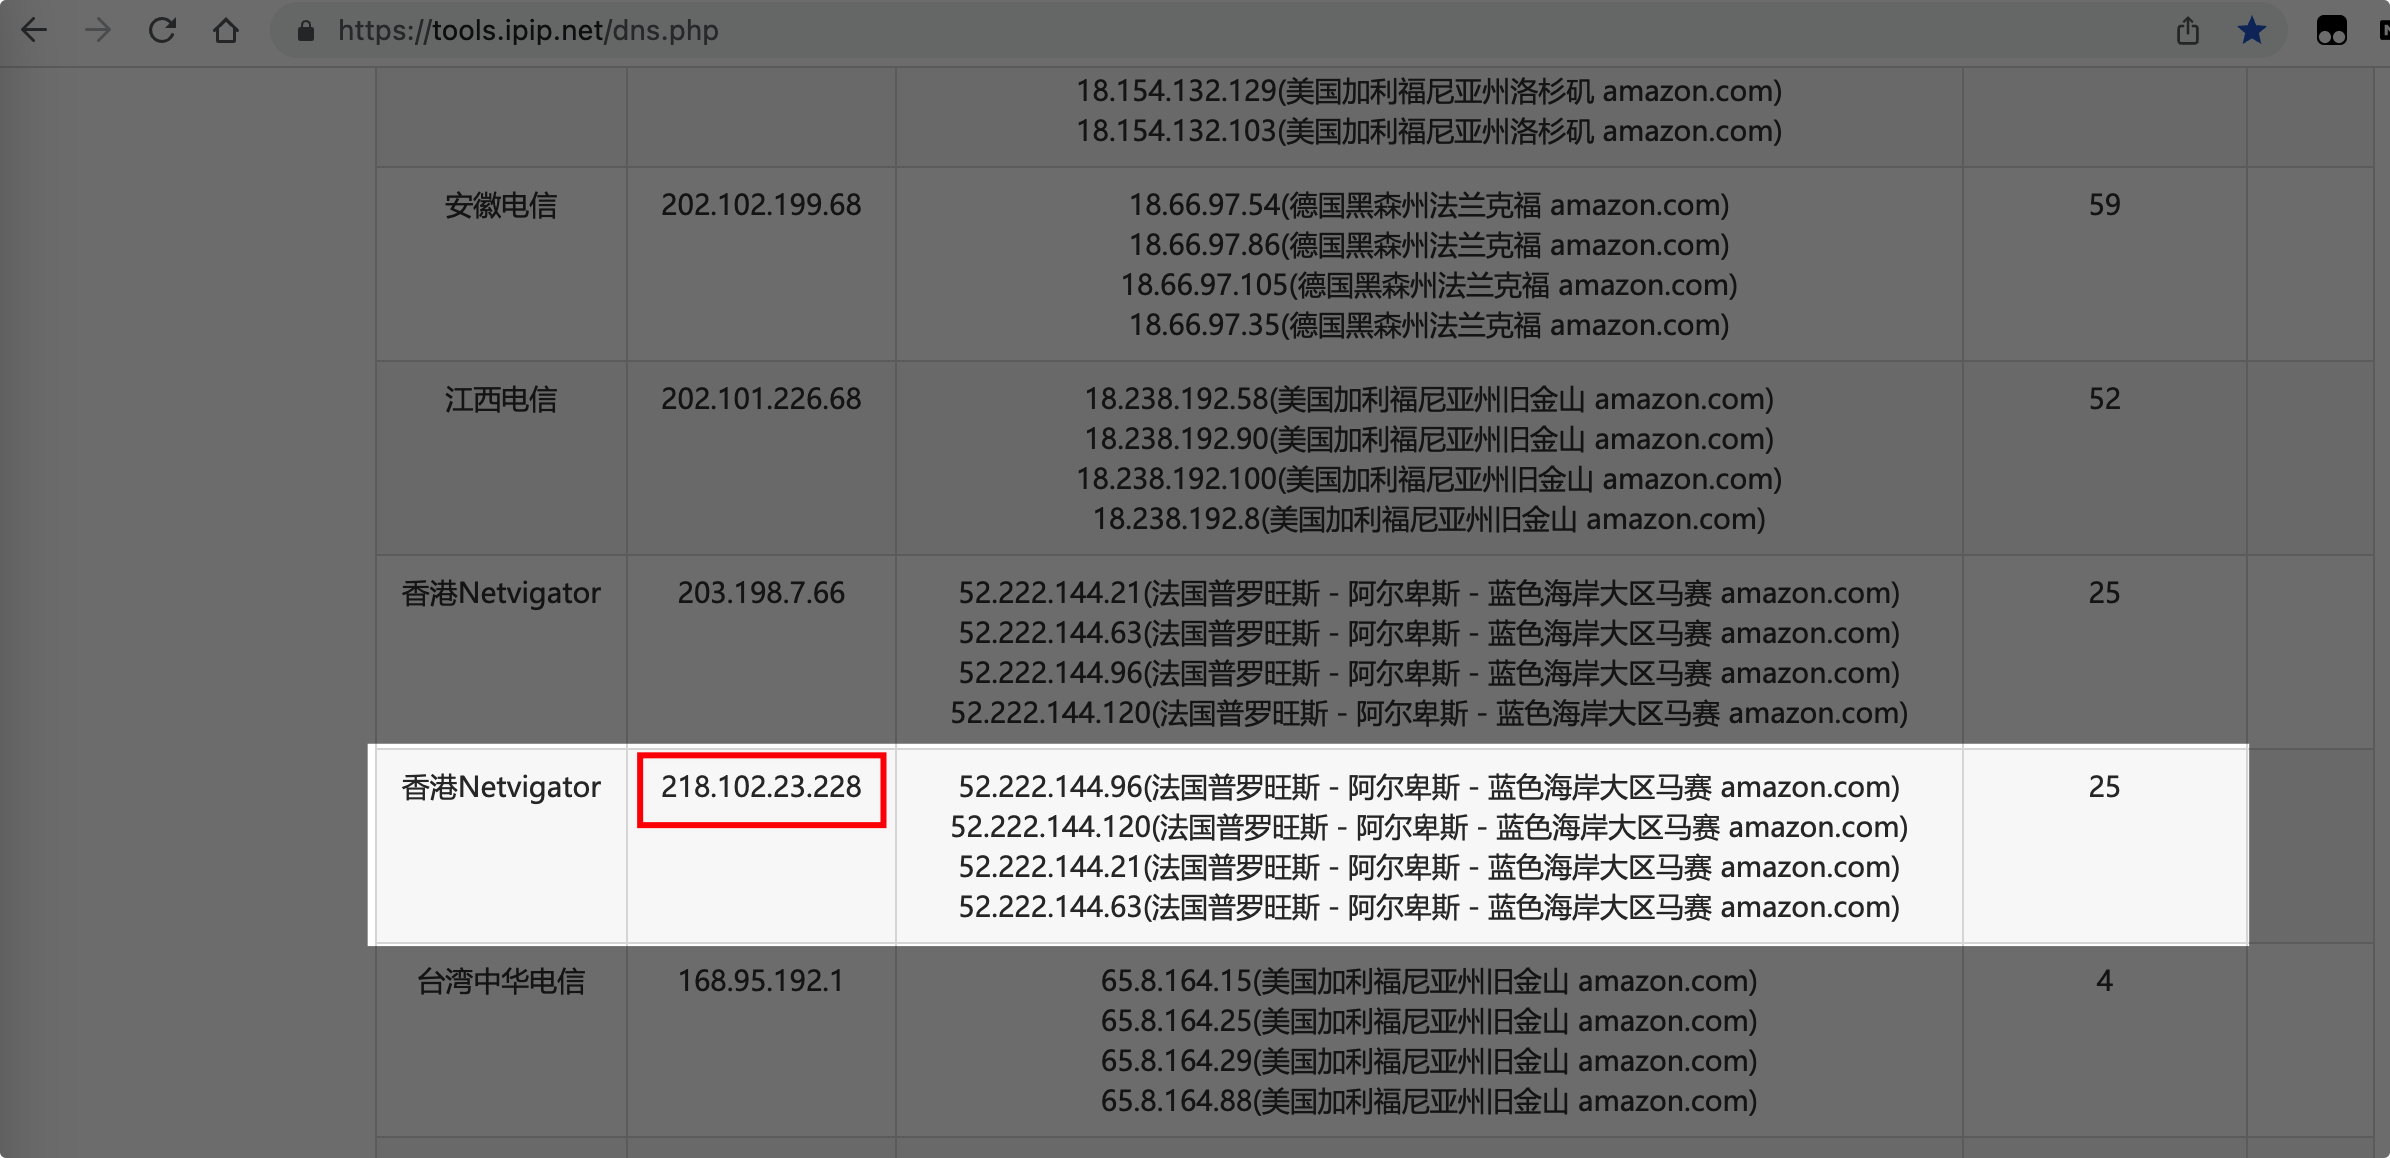 https://tools.ipip.net/dns.php
18.154.132.129(美国加利福尼亚州洛杉矶 amazon.com)
18.154.132.103(美国加利福尼亚州洛杉矶 amazon.com)
安徽电信 202.102.199.68 18.66.97.54(德国黑森州法兰克福 amazon.com) 59
18.66.97.86(德国黑森州法兰克福 amazon.com)
18.66.97.105(德国黑森州法兰克福 amazon.com)
18.66.97.35(德国黑森州法兰克福 amazon.com)
江西电信 202.101.226.68 18.238.192.58(美国加利福尼亚州旧金山 amazon.com) 52
18.238.192.90(美国加利福尼亚州旧金山 amazon.com)
18.238.192.100(美国加利福尼亚州旧金山 amazon.com)
18.238.192.8(美国加利福尼亚州旧金山 amazon.com)
香港Netvigator 203.198.7.66 52.222.144.21(法国普罗旺斯 - 阿尔卑斯 - 蓝色海岸大区马赛 amazon.com) 25
52.222.144.63(法国普罗旺斯 - 阿尔卑斯 - 蓝色海岸大区马赛 amazon.com)
52.222.144.96(法国普罗旺斯 - 阿尔卑斯 - 蓝色海岸大区马赛 amazon.com)
52.222.144.120(法国普罗旺斯 - 阿尔卑斯 - 蓝色海岸大区马赛 amazon.com)
香港Netvigator 218.102.23.228 52.222.144.96(法国普罗旺斯 - 阿尔卑斯 - 蓝色海岸大区马赛 amazon.com) 25
52.222.144.120(法国普罗旺斯 - 阿尔卑斯 - 蓝色海岸大区马赛 amazon.com)
52.222.144.21(法国普罗旺斯 - 阿尔卑斯 - 蓝色海岸大区马赛 amazon.com)
52.222.144.63(法国普罗旺斯 - 阿尔卑斯 - 蓝色海岸大区马赛 amazon.com)
台湾中华电信 168.95.192.1 65.8.164.15(美国加利福尼亚州旧金山 amazon.com) 4
65.8.164.25(美国加利福尼亚州旧金山 amazon.com)
65.8.164.29(美国加利福尼亚州旧金山 amazon.com)
65.8.164.88(美国加利福尼亚州旧金山 amazon.com)